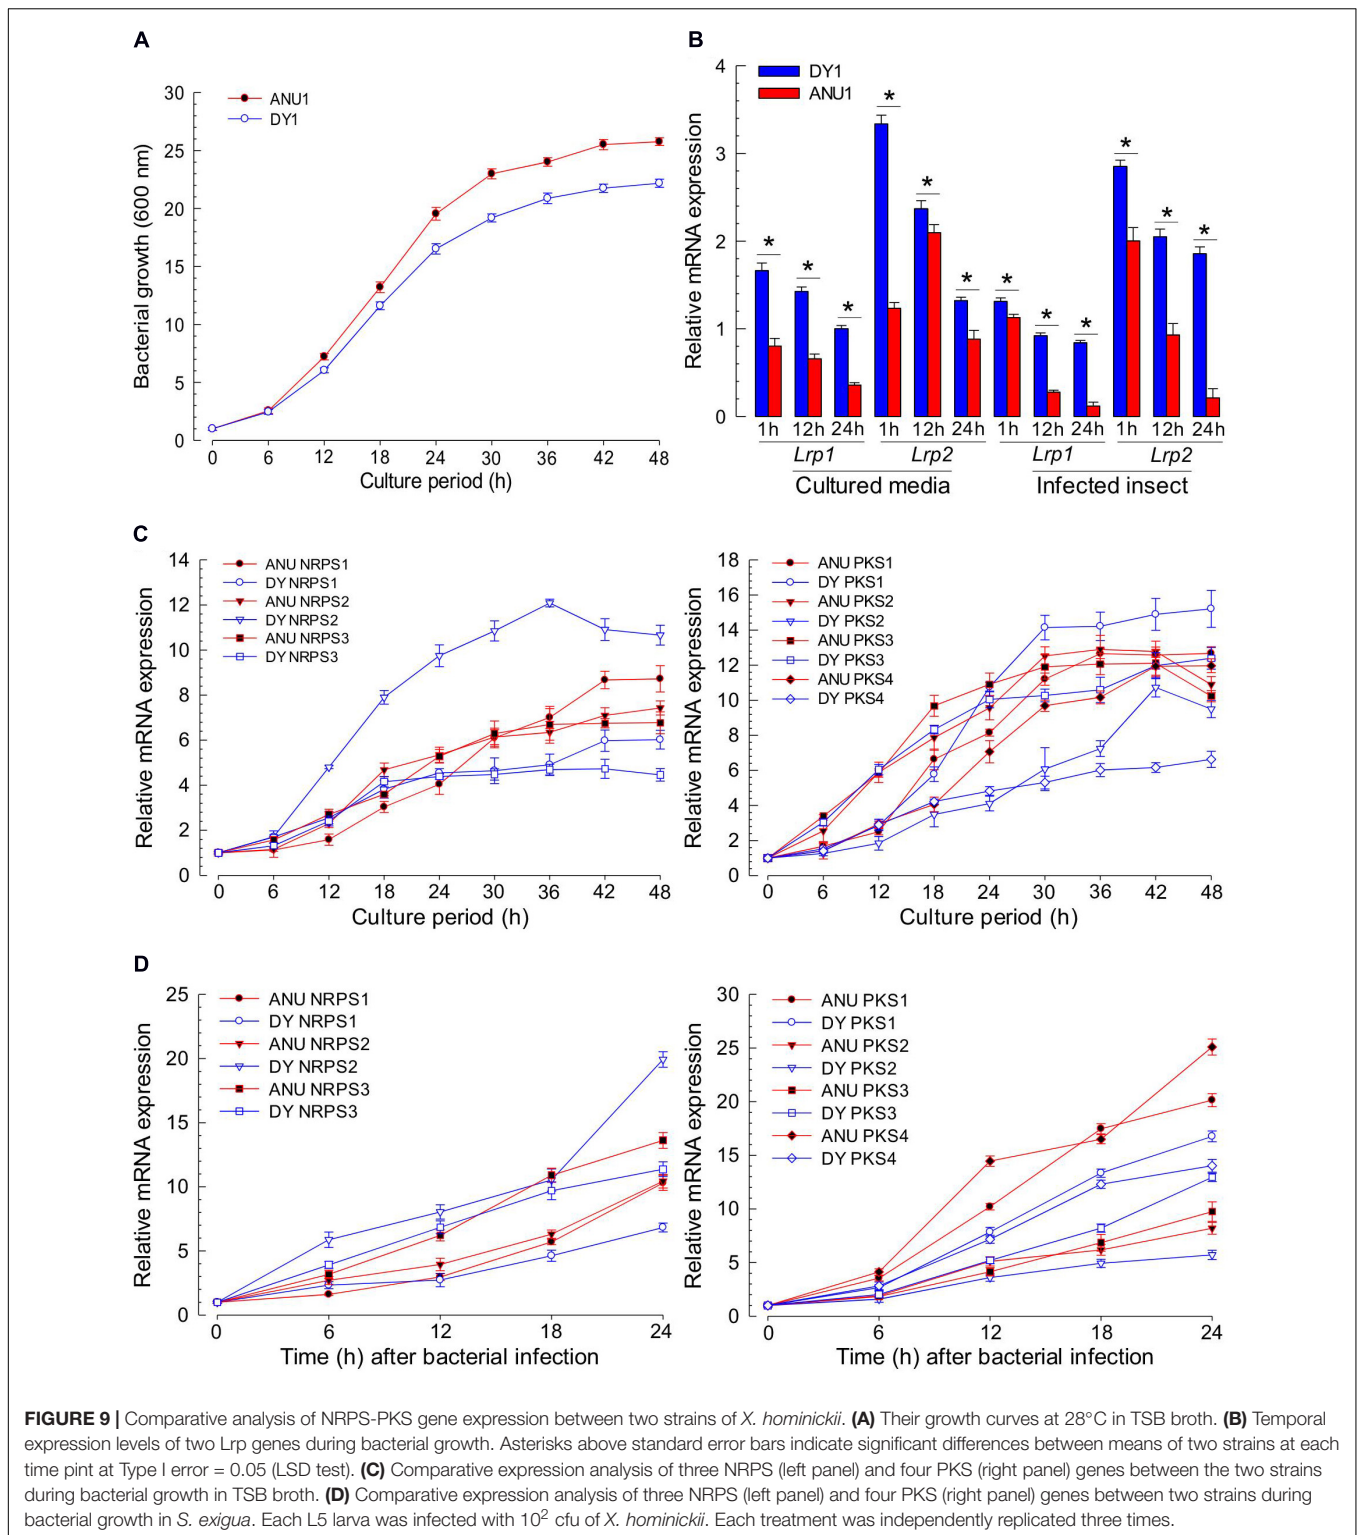 A
30
25
20
15
10
5
0
Bacterial growth (600 nm)
ANU1
DY1
0 6 12 18 24 30 36 42 48
Culture period (h)
B
4
3
2
1
0
Relative mRNA expression
DY1
ANU1
* * * * * * * * * * * *
1h 12h 24h 1h 12h 24h 1h 12h 24h 1h 12h 24h
Lrp1 Lrp2 Lrp1 Lrp2
Cultured media Infected insect
C
14
12
10
8
6
4
2
0
Relative mRNA expression
ANU NRPS1
DY NRPS1
ANU NRPS2
DY NRPS2
ANU NRPS3
DY NRPS3
0 6 12 18 24 30 36 42 48
Culture period (h)
18
16
14
12
10
8
6
4
2
0
Relative mRNA expression
ANU PKS1
DY PKS1
ANU PKS2
DY PKS2
ANU PKS3
DY PKS3
ANU PKS4
DY PKS4
0 6 12 18 24 30 36 42 48
Culture period (h)
D
25
20
15
10
5
0
Relative mRNA expression
ANU NRPS1
DY NRPS1
ANU NRPS2
DY NRPS2
ANU NRPS3
DY NRPS3
0 6 12 18 24
Time (h) after bacterial infection
30
25
20
15
10
5
0
Relative mRNA expression
ANU PKS1
DY PKS1
ANU PKS2
DY PKS2
ANU PKS3
DY PKS3
ANU PKS4
DY PKS4
0 6 12 18 24
Time (h) after bacterial infection
FIGURE 9 | Comparative analysis of NRPS-PKS gene expression between two strains of X. hominickii. (A) Their growth curves at 28°C in TSB broth. (B) Temporal
expression levels of two Lrp genes during bacterial growth. Asterisks above standard error bars indicate significant differences between means of two strains at each
time pint at Type I error = 0.05 (LSD test). (C) Comparative expression analysis of three NRPS (left panel) and four PKS (right panel) genes between the two strains
during bacterial growth in TSB broth. (D) Comparative expression analysis of three NRPS (left panel) and four PKS (right panel) genes between two strains during
bacterial growth in S. exigua. Each L5 larva was infected with 10² cfu of X. hominickii. Each treatment was independently replicated three times.